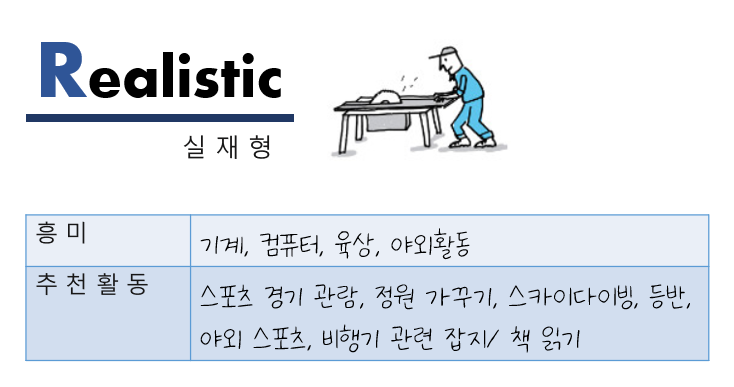 Realistic
실 재 형
흥 미
기계, 컴퓨터, 육상, 야외활동
추 천 활 동
스포츠 경기 관람, 정원 가꾸기, 스카이다이빙, 등반,
야외 스포츠, 비행기 관련 잡지/ 책 읽기